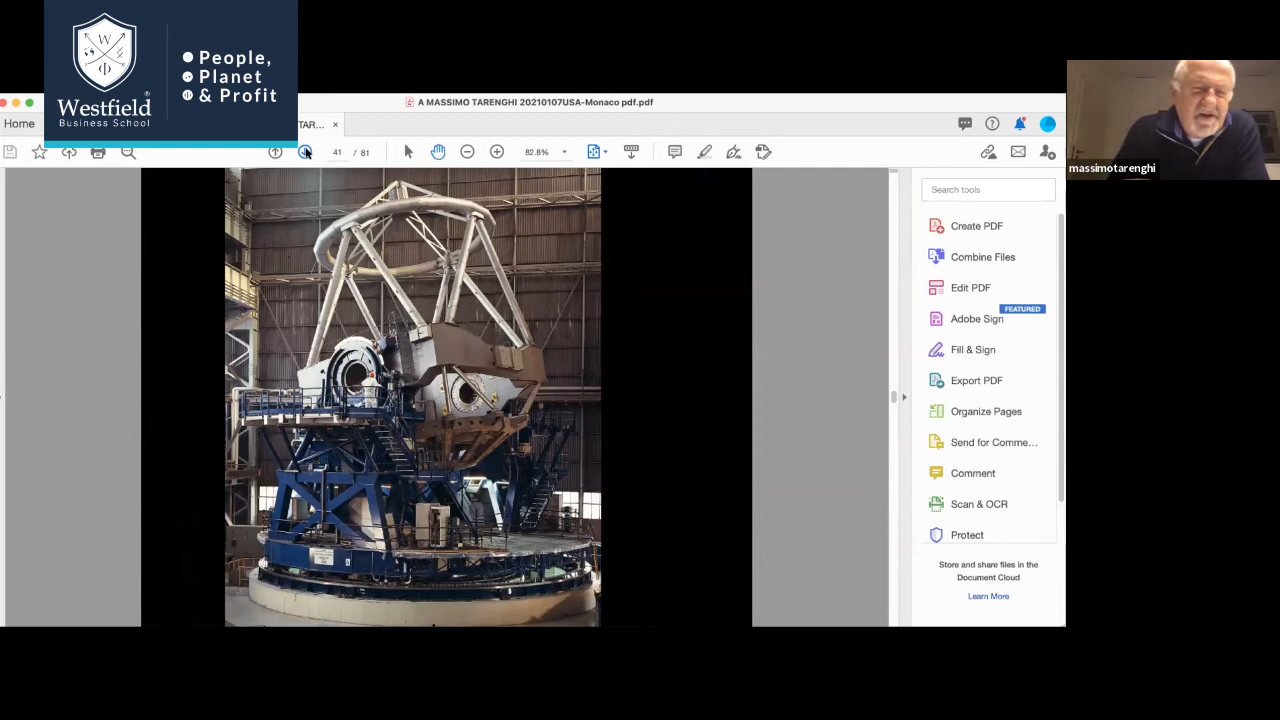 W
Westfield®
Business School
People,
Planet
& Profit
A MASSIMO TARENGHI 20210107USA-Monaco pdf.pdf
Home
TAR... ×
41 / 81
82.8%
massimotarenghi
Search tools
Create PDF
Combine Files
Edit PDF
FEATURED
Adobe Sign
Fill & Sign
Export PDF
Organize Pages
Send for Comme...
Comment
Scan & OCR
Protect
Store and share files in the
Document Cloud
Learn More